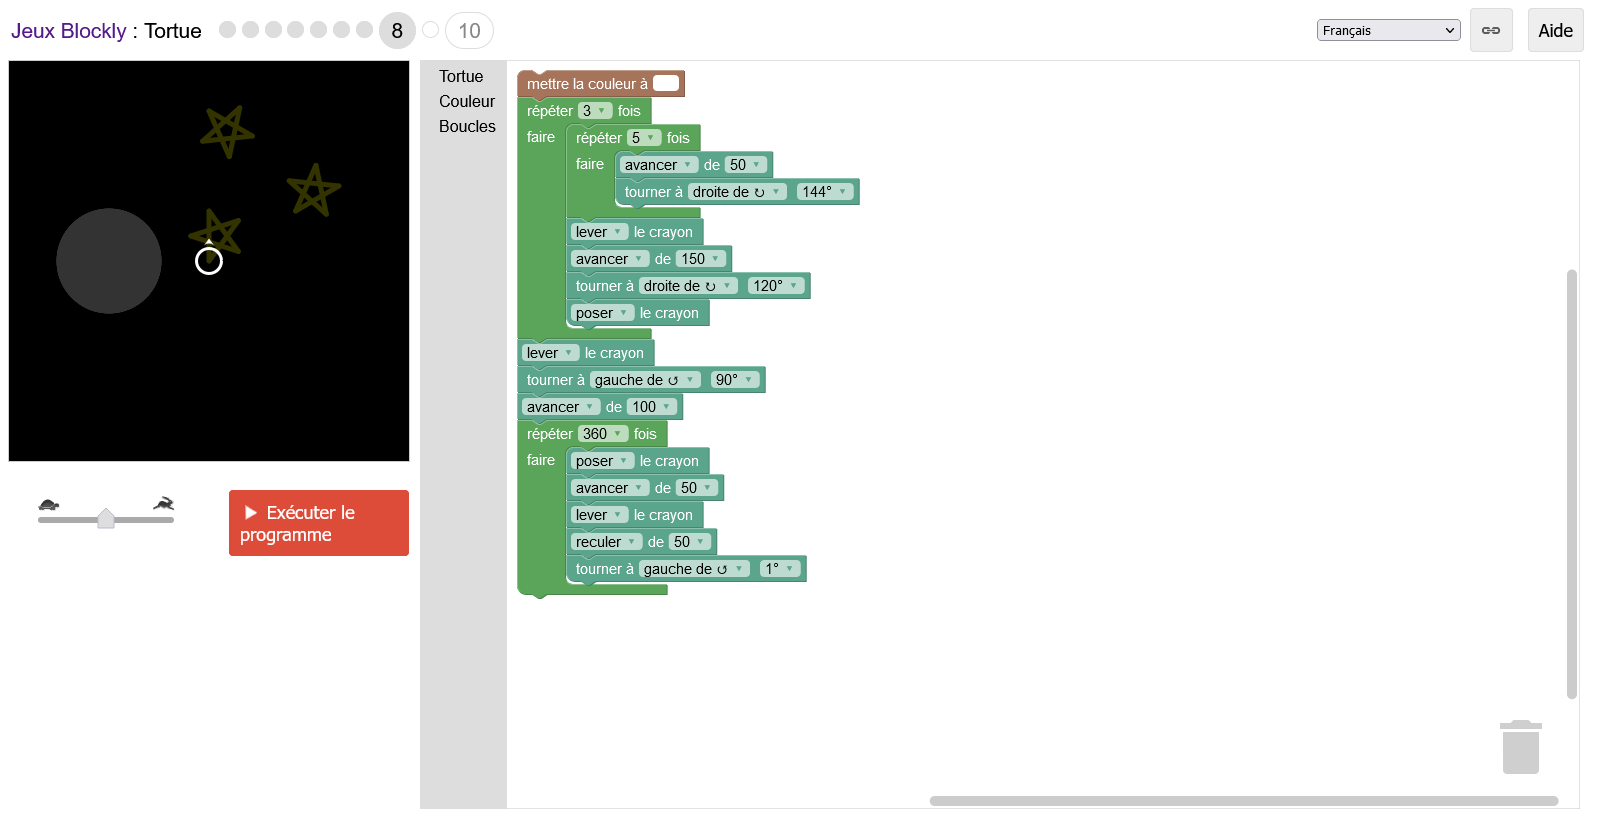 Jeux Blockly : Tortue 8 10
Français
Aide
Tortue
Couleur
Boucles
mettre la couleur à
répéter 3 fois
faire répéter 5 fois
faire avancer de 50
tourner à droite de ↻ 144°
lever le crayon
avancer de 150
tourner à droite de ↻ 120°
poser le crayon
lever le crayon
tourner à gauche de ↺ 90°
avancer de 100
répéter 360 fois
faire poser le crayon
avancer de 50
lever le crayon
reculer de 50
tourner à gauche de ↺ 1°
Exécuter le
programme